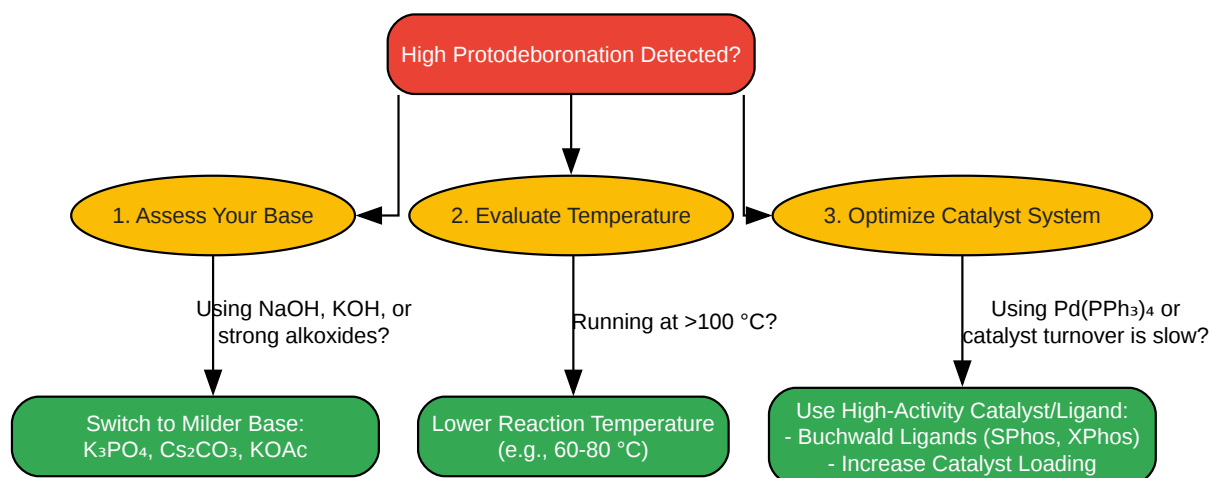 High Protodeboronation Detected?
1. Assess Your Base
2. Evaluate Temperature
3. Optimize Catalyst System
Using NaOH, KOH, or
strong alkoxides?
Running at >100 °C?
Using Pd(PPh₃)₄ or
catalyst turnover is slow?
Switch to Milder Base:
K₃PO₄, Cs₂CO₃, KOAc
Lower Reaction Temperature
(e.g., 60-80 °C)
Use High-Activity Catalyst/Ligand:
- Buchwald Ligands (SPhos, XPhos)
- Increase Catalyst Loading